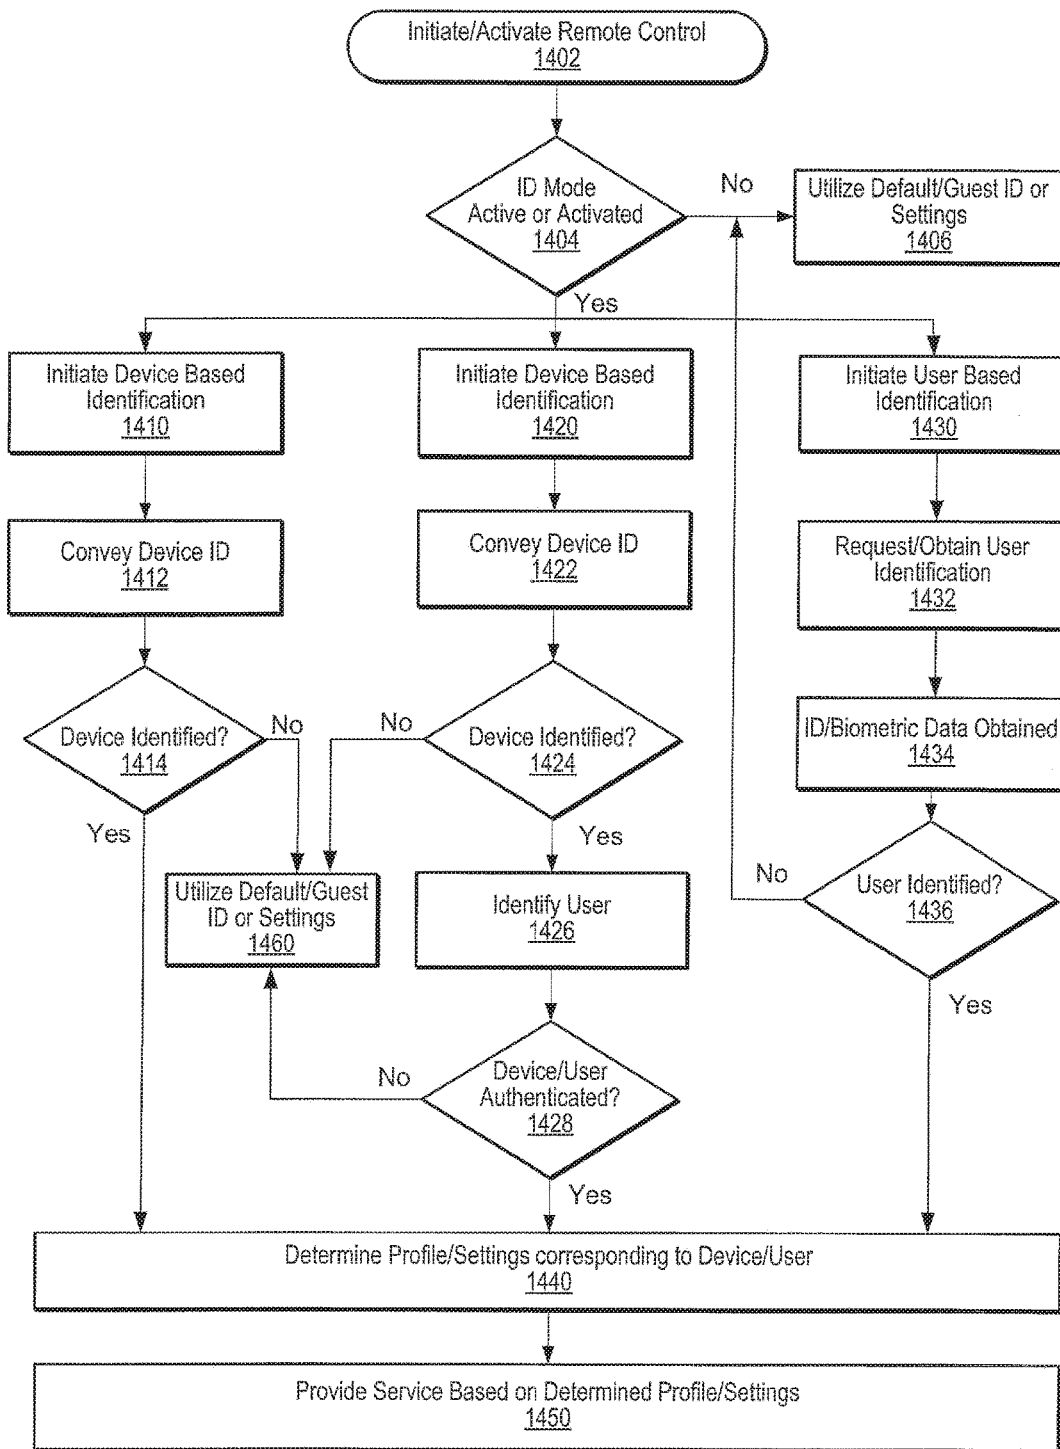 Initiate/Activate Remote Control
1402
ID Mode
Active or Activated
1404
No
Utilize Default/Guest ID or
Settings
1406
Yes
Initiate Device Based
Identification
1410
Initiate Device Based
Identification
1420
Initiate User Based
Identification
1430
Convey Device ID
1412
Convey Device ID
1422
Request/Obtain User
Identification
1432
Device Identified?
1414
No
Yes
No
Device Identified?
1424
Yes
ID/Biometric Data Obtained
1434
No
User Identified?
1436
Yes
Utilize Default/Guest
ID or Settings
1460
Identify User
1426
No
Device/User
Authenticated?
1428
Yes
Determine Profile/Settings corresponding to Device/User
1440
Provide Service Based on Determined Profile/Settings
1450